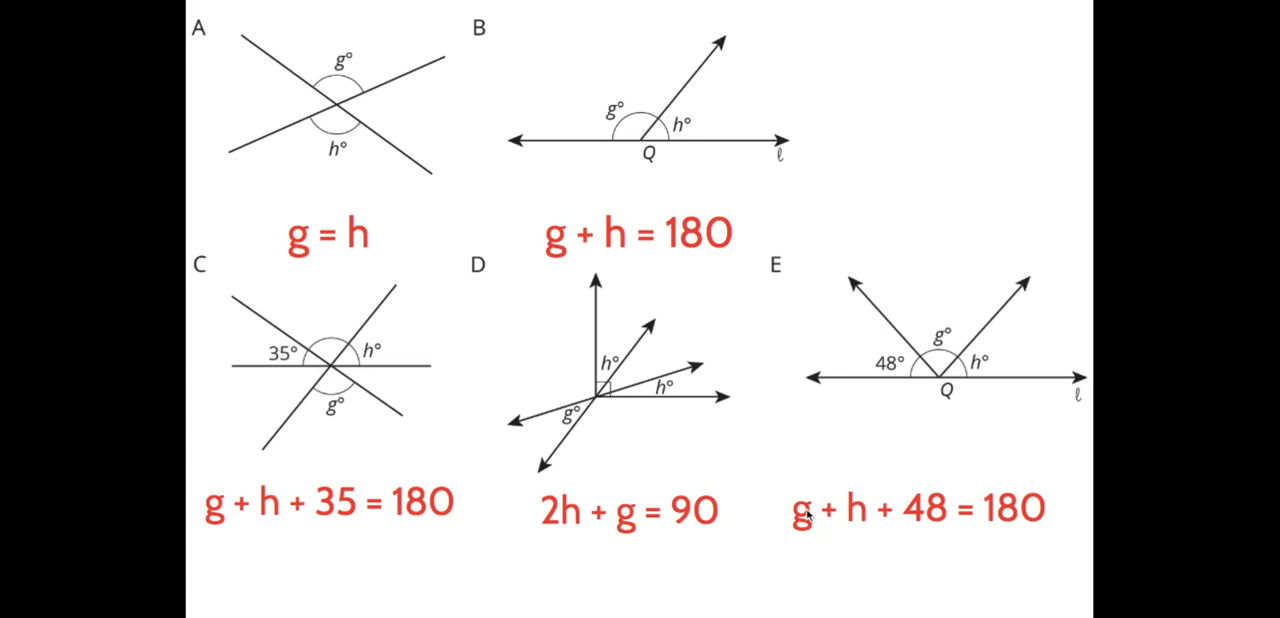 A
g°
h°
g = h
B
g°
h°
Q
ℓ
g + h = 180
C
35°
h°
g°
g + h + 35 = 180
D
h°
h°
g°
2h + g = 90
E
g°
48°
h°
Q
ℓ
g + h + 48 = 180